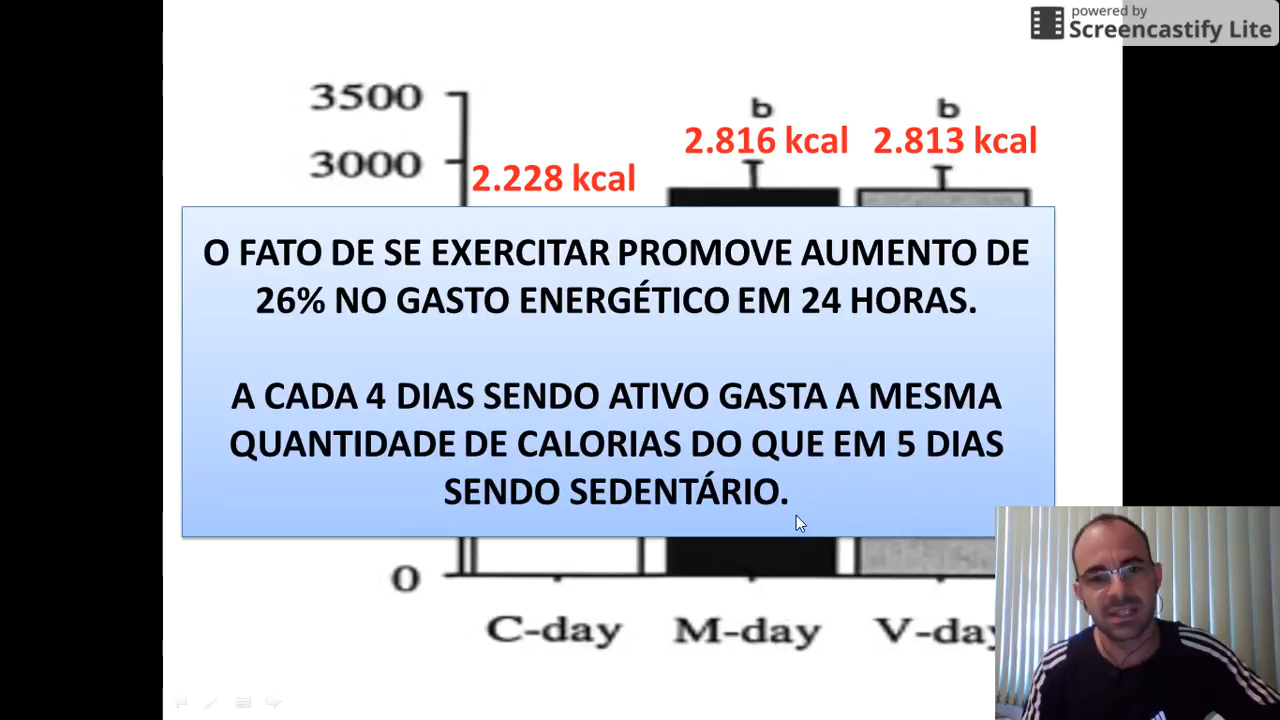 powered by
Screencastify Lite
3500
b
b
2.816 kcal
2.813 kcal
3000
2.228 kcal
O FATO DE SE EXERCITAR PROMOVE AUMENTO DE
26% NO GASTO ENERGÉTICO EM 24 HORAS.
A CADA 4 DIAS SENDO ATIVO GASTA A MESMA
QUANTIDADE DE CALORIAS DO QUE EM 5 DIAS
SENDO SEDENTÁRIO.
0
C-day
M-day
V-day